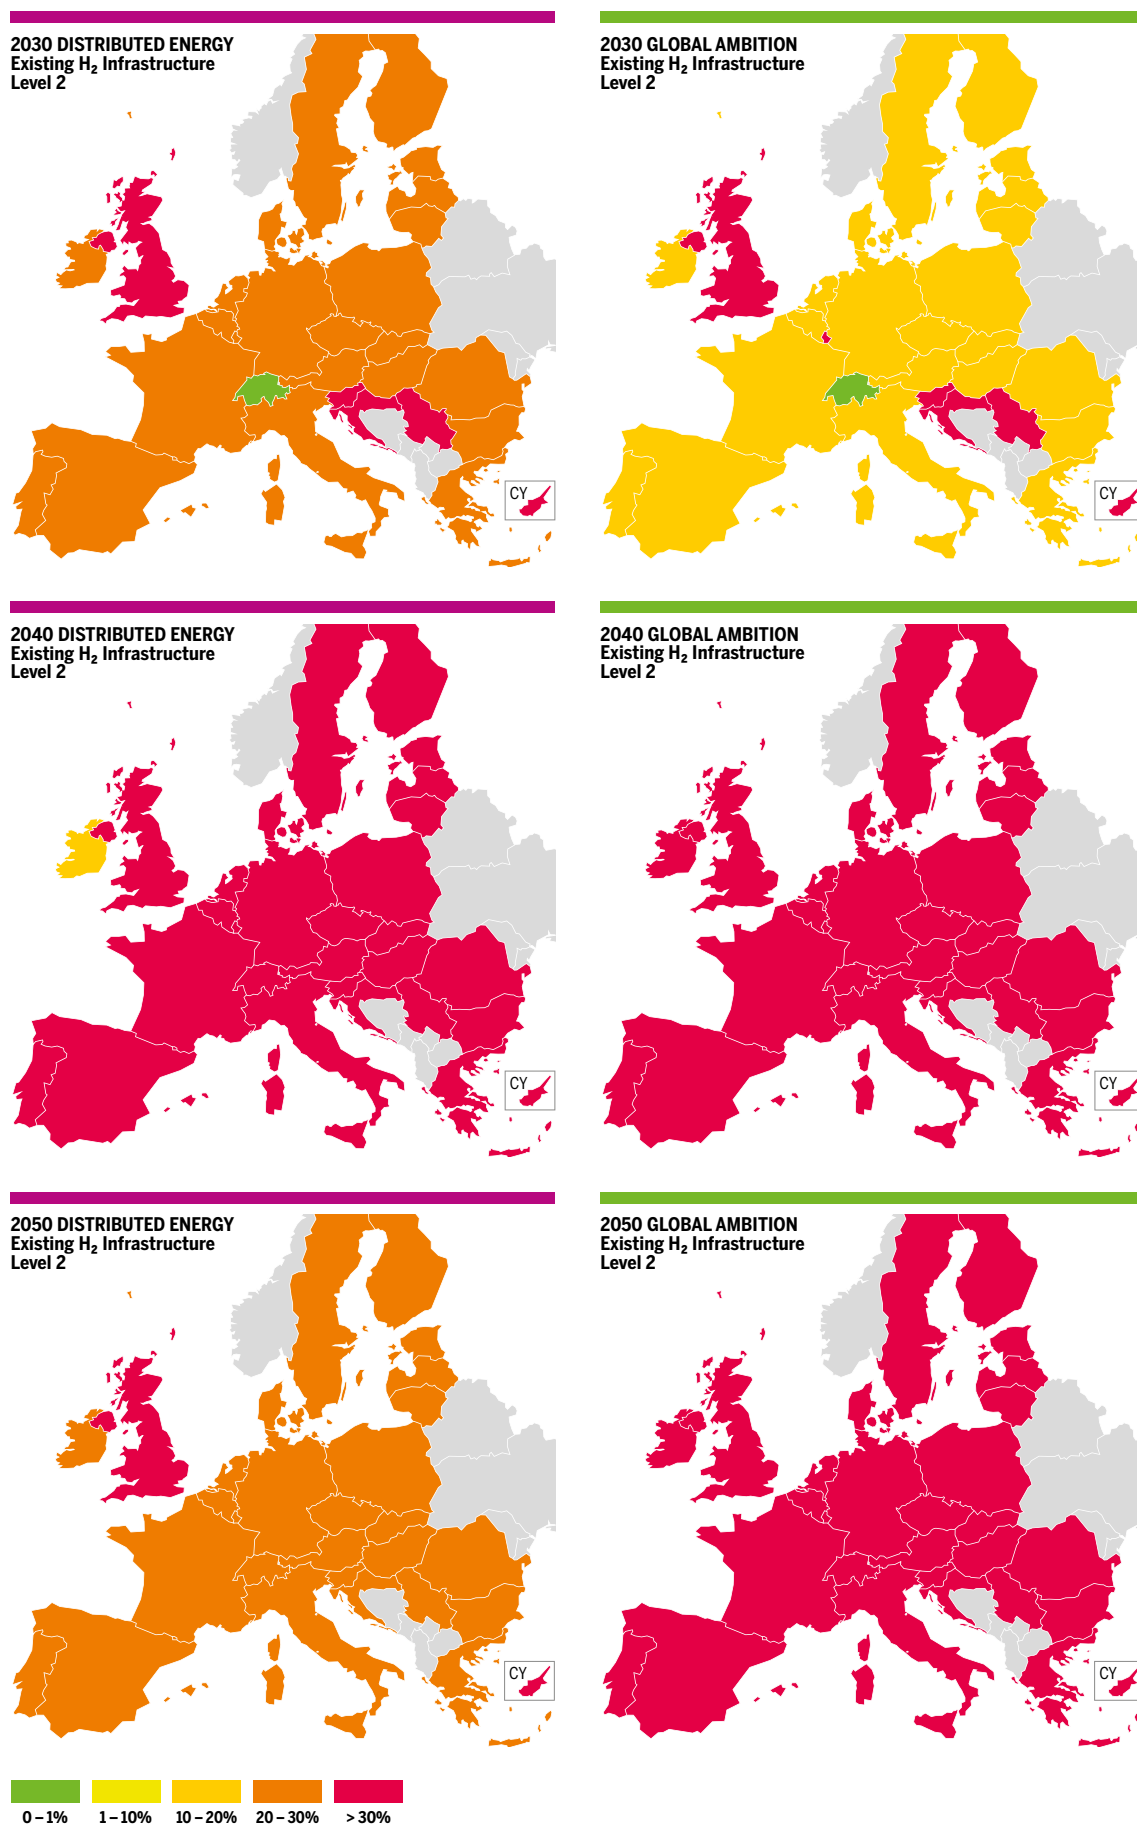 2030 DISTRIBUTED ENERGY
Existing H₂ Infrastructure
Level 2
CY
2030 GLOBAL AMBITION
Existing H₂ Infrastructure
Level 2
CY
2040 DISTRIBUTED ENERGY
Existing H₂ Infrastructure
Level 2
CY
2040 GLOBAL AMBITION
Existing H₂ Infrastructure
Level 2
CY
2050 DISTRIBUTED ENERGY
Existing H₂ Infrastructure
Level 2
CY
2050 GLOBAL AMBITION
Existing H₂ Infrastructure
Level 2
CY
0 – 1% 1 – 10% 10 – 20% 20 – 30% > 30%